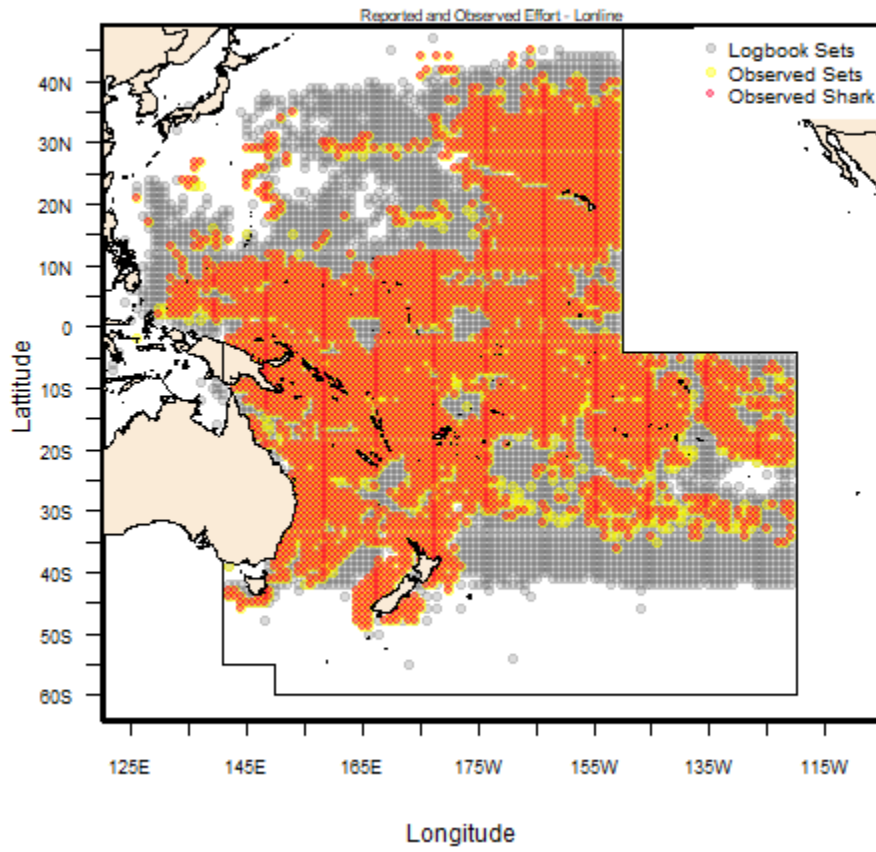 Reported and Observed Effort - Lonline
Logbook Sets
Observed Sets
Observed Shark
40N
30N
20N
10N
0
10S
20S
30S
40S
50S
60S
Lattitude
125E 145E 165E 175W 155W 135W 115W
Longitude